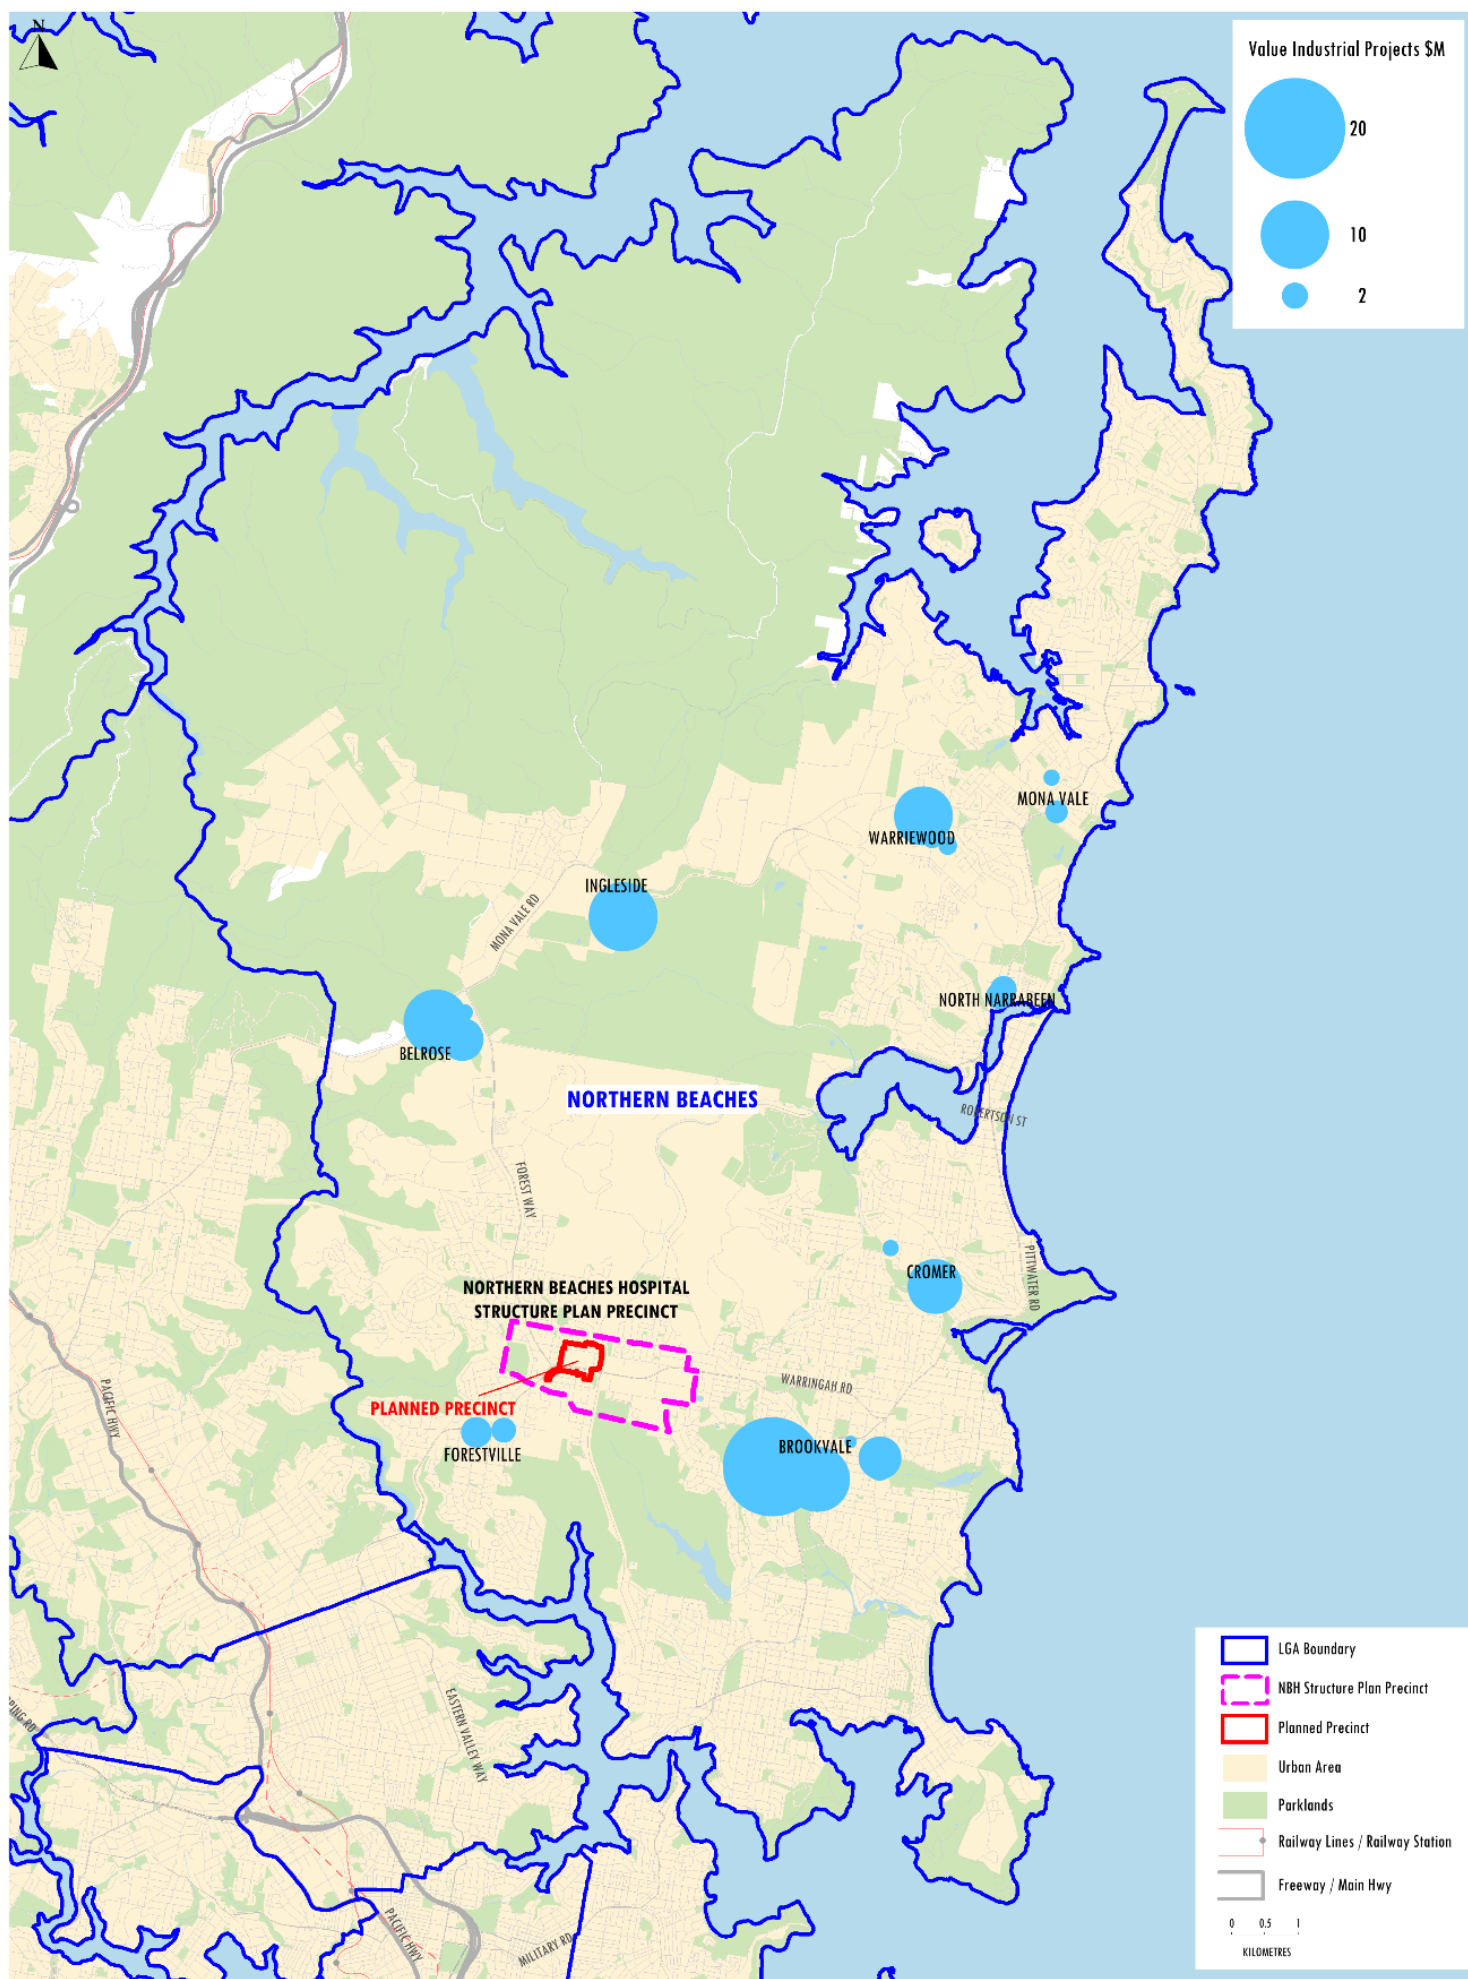 N
Value Industrial Projects $M
20
10
2
MONA VALE
WARRIEWOOD
INGLESIDE
MONA VALE RD
NORTH NARRABEEN
BELROSE
NORTHERN BEACHES
ROBERTSON ST
FOREST WAY
CROMER
PITTWATER RD
NORTHERN BEACHES HOSPITAL
STRUCTURE PLAN PRECINCT
WARRINGAH RD
PACIFIC HWY
PLANNED PRECINCT
BROOKVALE
FORESTVILLE
EASTERN VALLEY WAY
PACIFIC HWY
MILITARY RD
LGA Boundary
NBH Structure Plan Precinct
Planned Precinct
Urban Area
Parklands
Railway Lines / Railway Station
Freeway / Main Hwy
0 0.5 1
KILOMETRES